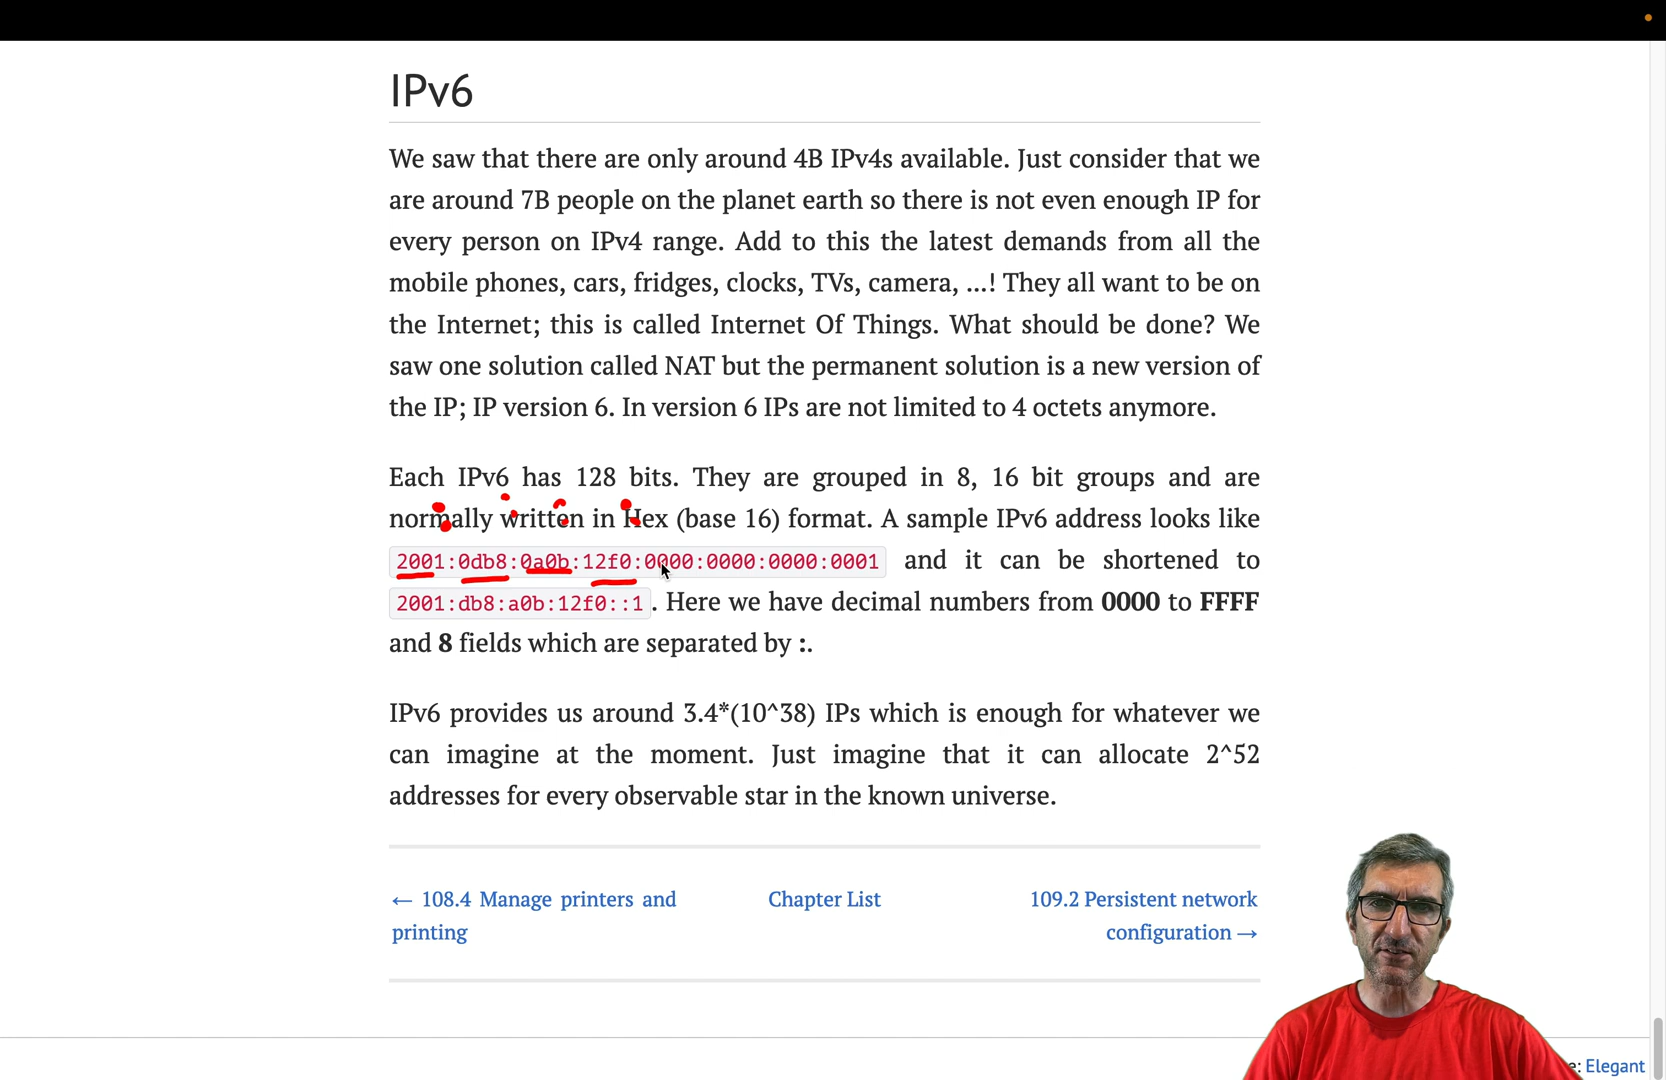 IPv6
We saw that there are only around 4B IPv4s available. Just consider that we
are around 7B people on the planet earth so there is not even enough IP for
every person on IPv4 range. Add to this the latest demands from all the
mobile phones, cars, fridges, clocks, TVs, camera, ...! They all want to be on
the Internet; this is called Internet Of Things. What should be done? We
saw one solution called NAT but the permanent solution is a new version of
the IP; IP version 6. In version 6 IPs are not limited to 4 octets anymore.
Each IPv6 has 128 bits. They are grouped in 8, 16 bit groups and are
normally written in Hex (base 16) format. A sample IPv6 address looks like
2001:0db8:0a0b:12f0:0000:0000:0000:0001 and it can be shortened to
2001:db8:a0b:12f0::1. Here we have decimal numbers from 0000 to FFFF
and 8 fields which are separated by :.
IPv6 provides us around 3.4*(10^38) IPs which is enough for whatever we
can imagine at the moment. Just imagine that it can allocate 2^52
addresses for every observable star in the known universe.
← 108.4 Manage printers and
printing
Chapter List
109.2 Persistent network
configuration →
e: Elegant